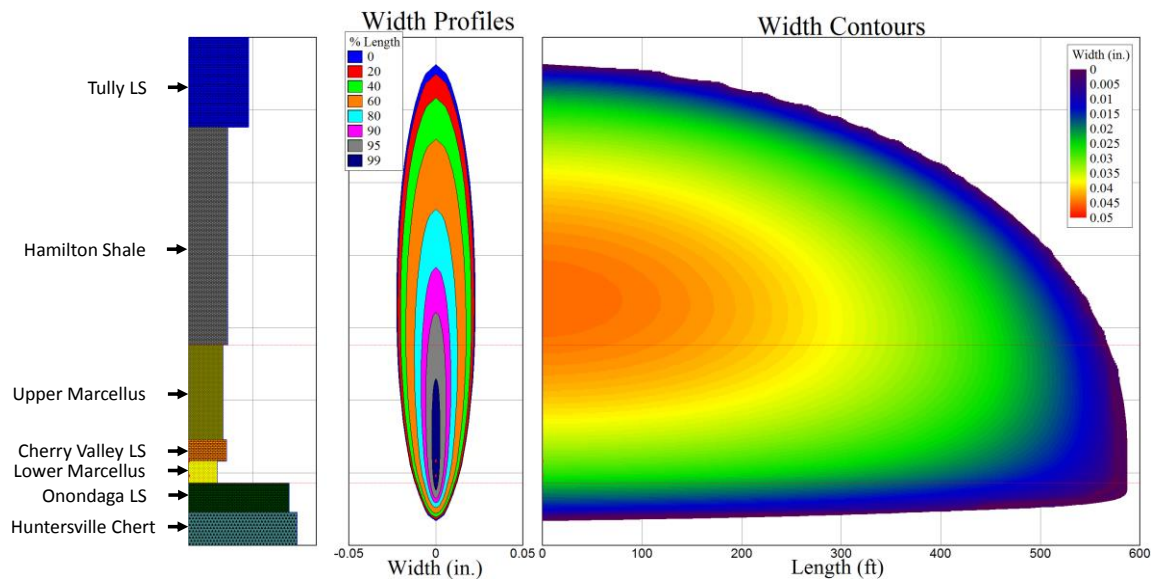 Width Profiles
Width Contours
% Length
0
20
40
60
80
90
95
99
Width (in.)
0
0.005
0.01
0.015
0.02
0.025
0.03
0.035
0.04
0.045
0.05
Tully LS
Hamilton Shale
Upper Marcellus
Cherry Valley LS
Lower Marcellus
Onondaga LS
Huntersville Chert
-0.05 0 0.05
Width (in.)
0 100 200 300 400 500 600
Length (ft)